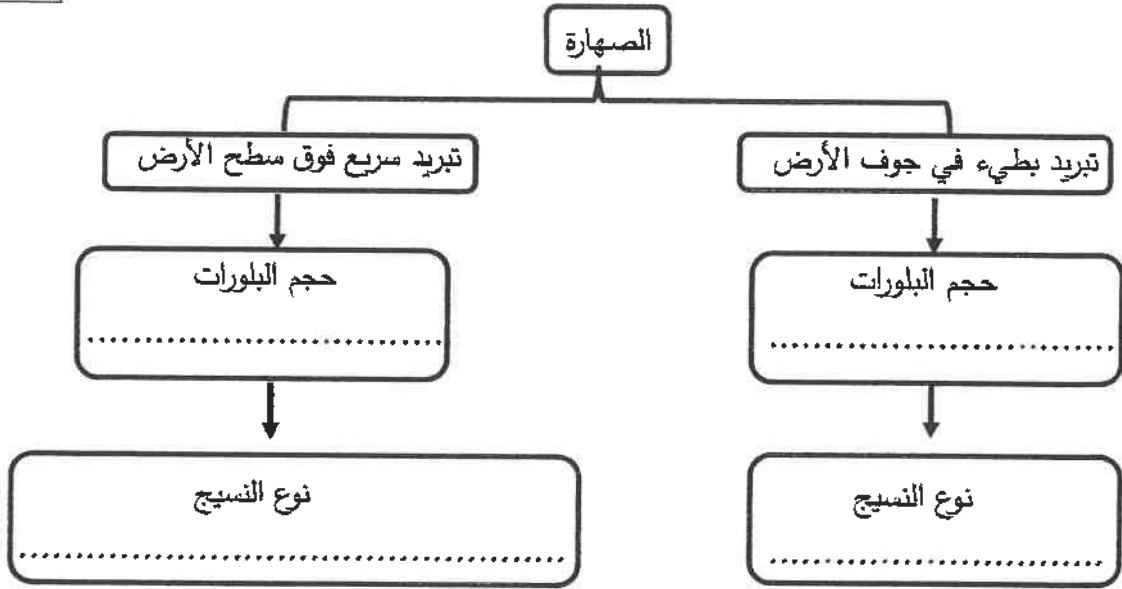 الصهارة
تبريد بطيء في جوف الأرض
تبريد سريع فوق سطح الأرض
حجم البلورات
........................................
حجم البلورات
........................................
نوع النسيج
........................................
نوع النسيج
............................................................